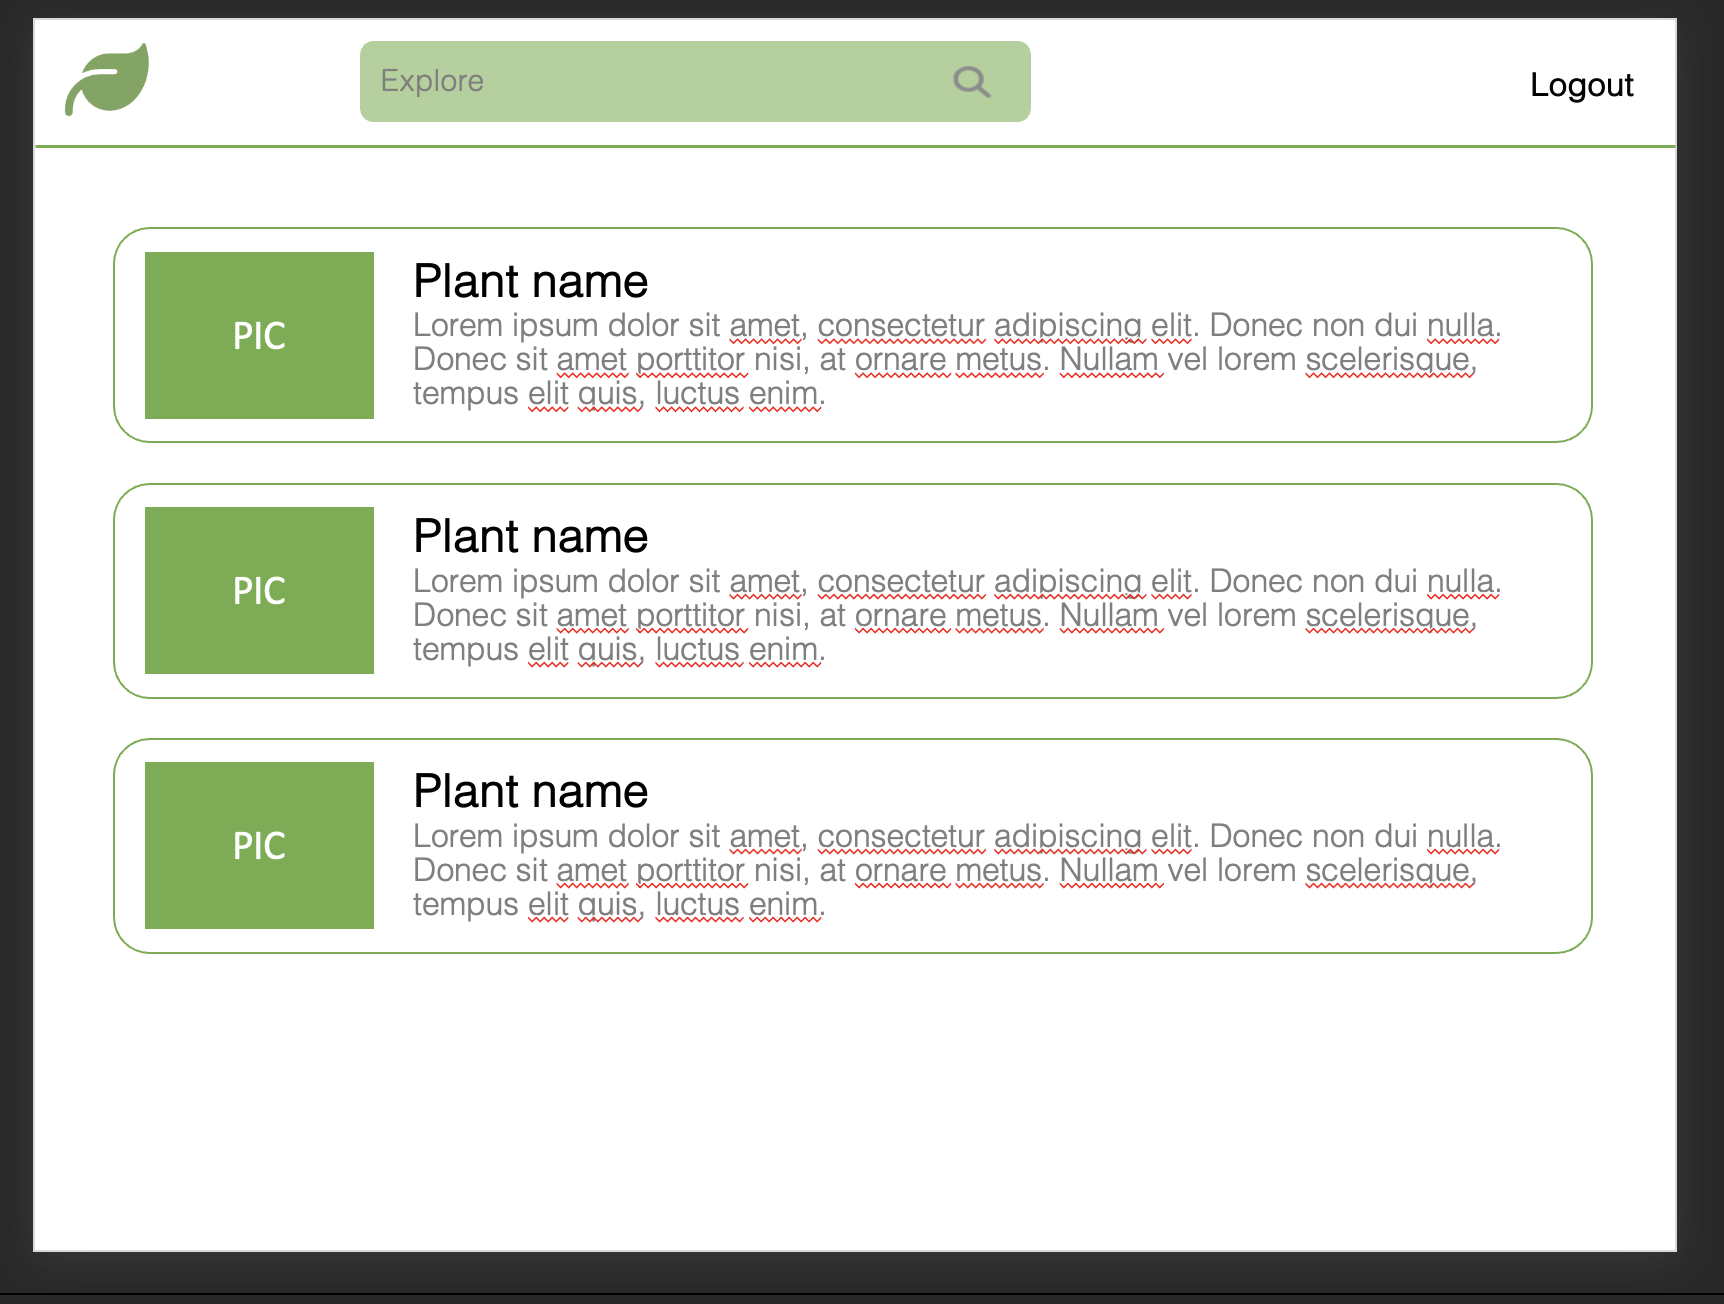 Explore
Logout
PIC
Plant name
Lorem ipsum dolor sit amet, consectetur adipiscing elit. Donec non dui nulla.
Donec sit amet porttitor nisi, at ornare metus. Nullam vel lorem scelerisque,
tempus elit quis, luctus enim.
PIC
Plant name
Lorem ipsum dolor sit amet, consectetur adipiscing elit. Donec non dui nulla.
Donec sit amet porttitor nisi, at ornare metus. Nullam vel lorem scelerisque,
tempus elit quis, luctus enim.
PIC
Plant name
Lorem ipsum dolor sit amet, consectetur adipiscing elit. Donec non dui nulla.
Donec sit amet porttitor nisi, at ornare metus. Nullam vel lorem scelerisque,
tempus elit quis, luctus enim.